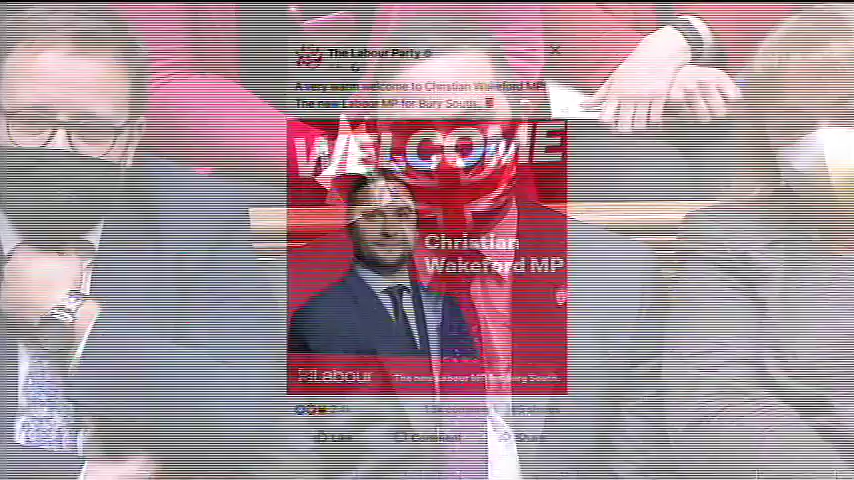 The Labour Party
A very warm welcome to Christian Wakeford MP!
The new Labour MP for Bury South.
WELCOME
Christian
Wakeford MP
Labour
The new Labour MP for Bury South.
Like Comment Share